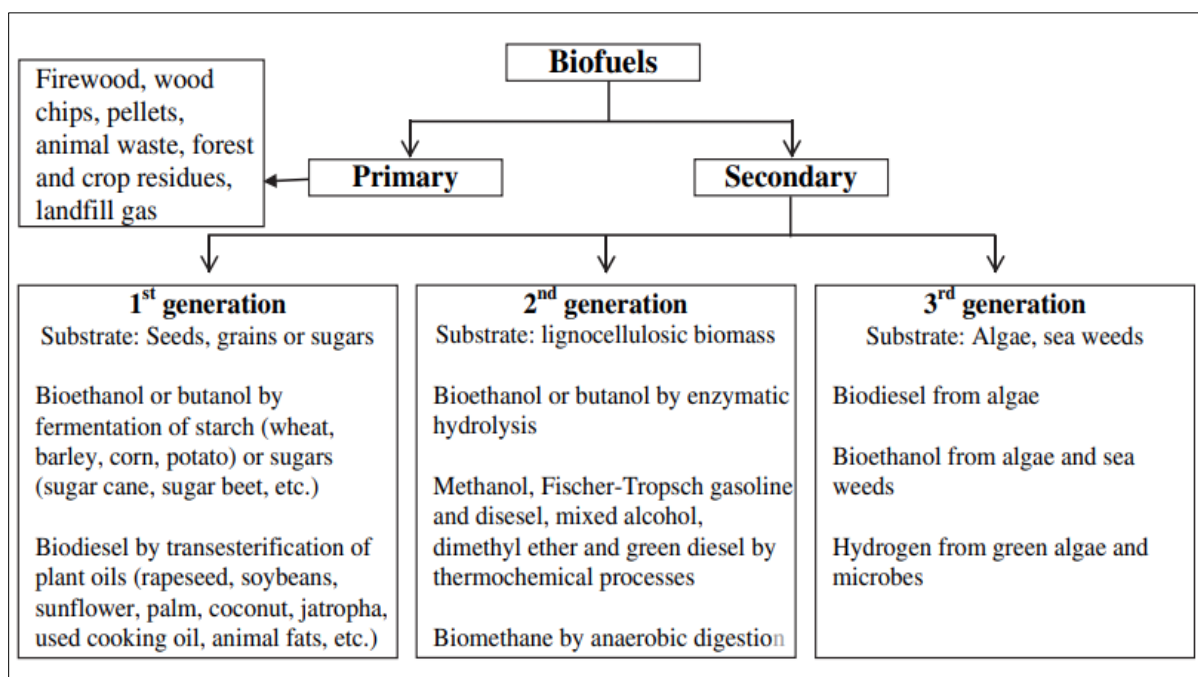 Biofuels
Firewood, wood
chips, pellets,
animal waste, forest
and crop residues,
landfill gas
Primary
Secondary
1st generation
Substrate: Seeds, grains or sugars
Bioethanol or butanol by
fermentation of starch (wheat,
barley, corn, potato) or sugars
(sugar cane, sugar beet, etc.)
Biodiesel by transesterification of
plant oils (rapeseed, soybeans,
sunflower, palm, coconut, jatropha,
used cooking oil, animal fats, etc.)
2nd generation
Substrate: lignocellulosic biomass
Bioethanol or butanol by enzymatic
hydrolysis
Methanol, Fischer-Tropsch gasoline
and disesel, mixed alcohol,
dimethyl ether and green diesel by
thermochemical processes
Biomethane by anaerobic digestion
3rd generation
Substrate: Algae, sea weeds
Biodiesel from algae
Bioethanol from algae and sea
weeds
Hydrogen from green algae and
microbes